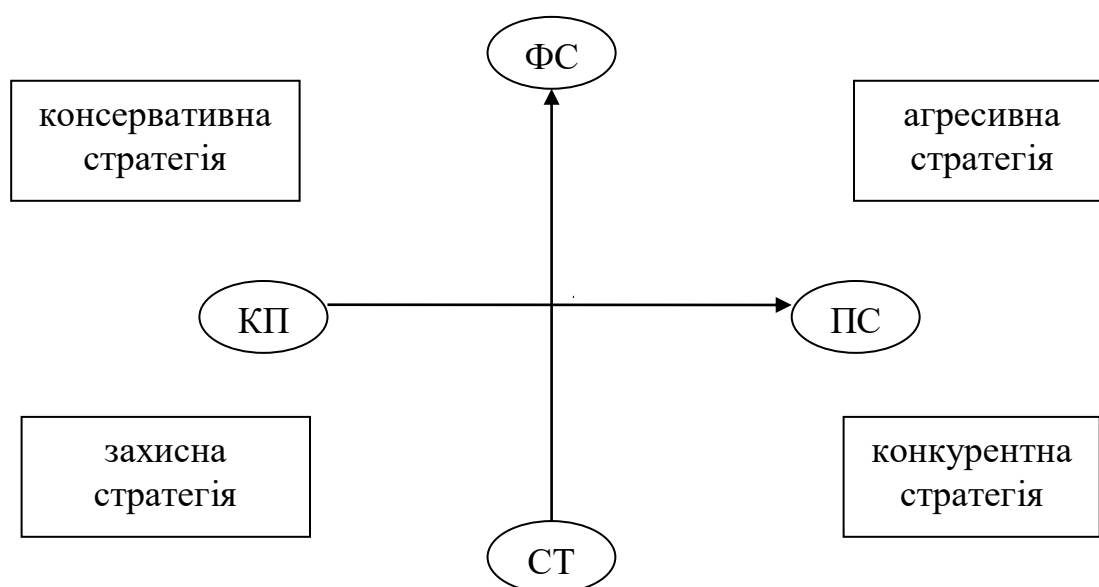 ФС
консервативна
стратегія
агресивна
стратегія
КП
ПС
захисна
стратегія
конкурентна
стратегія
СТ